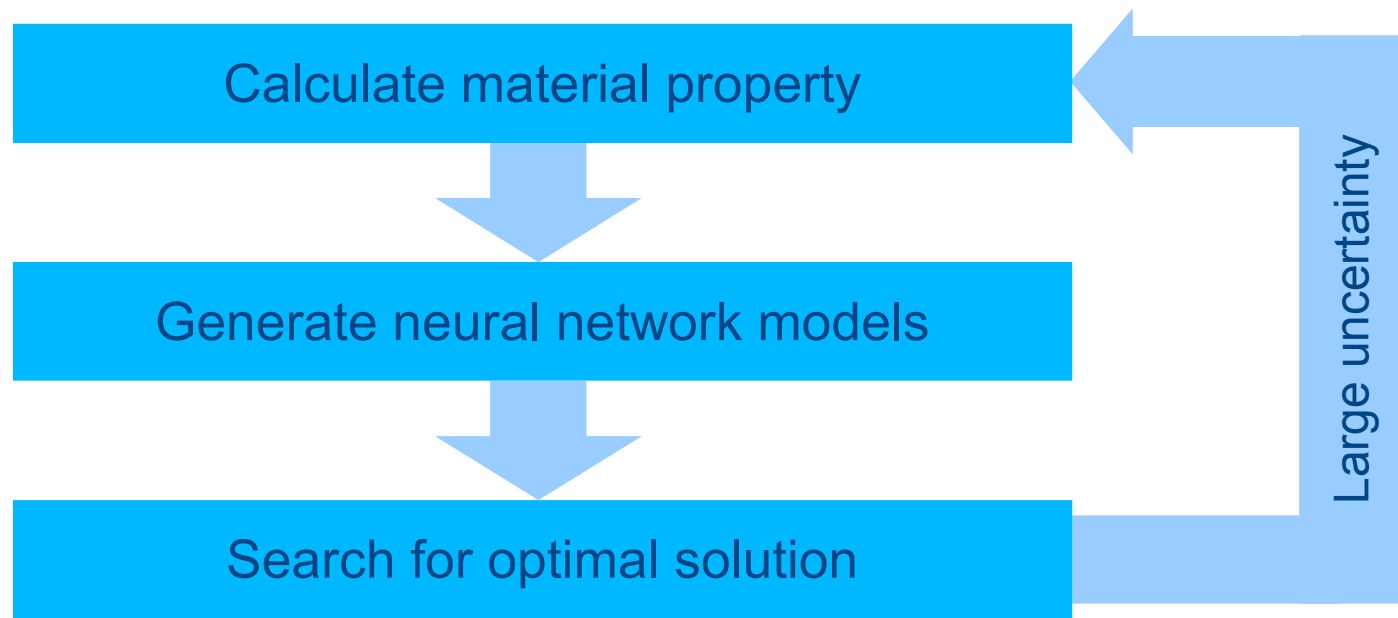 Calculate material property
Generate neural network models
Search for optimal solution
Large uncertainty